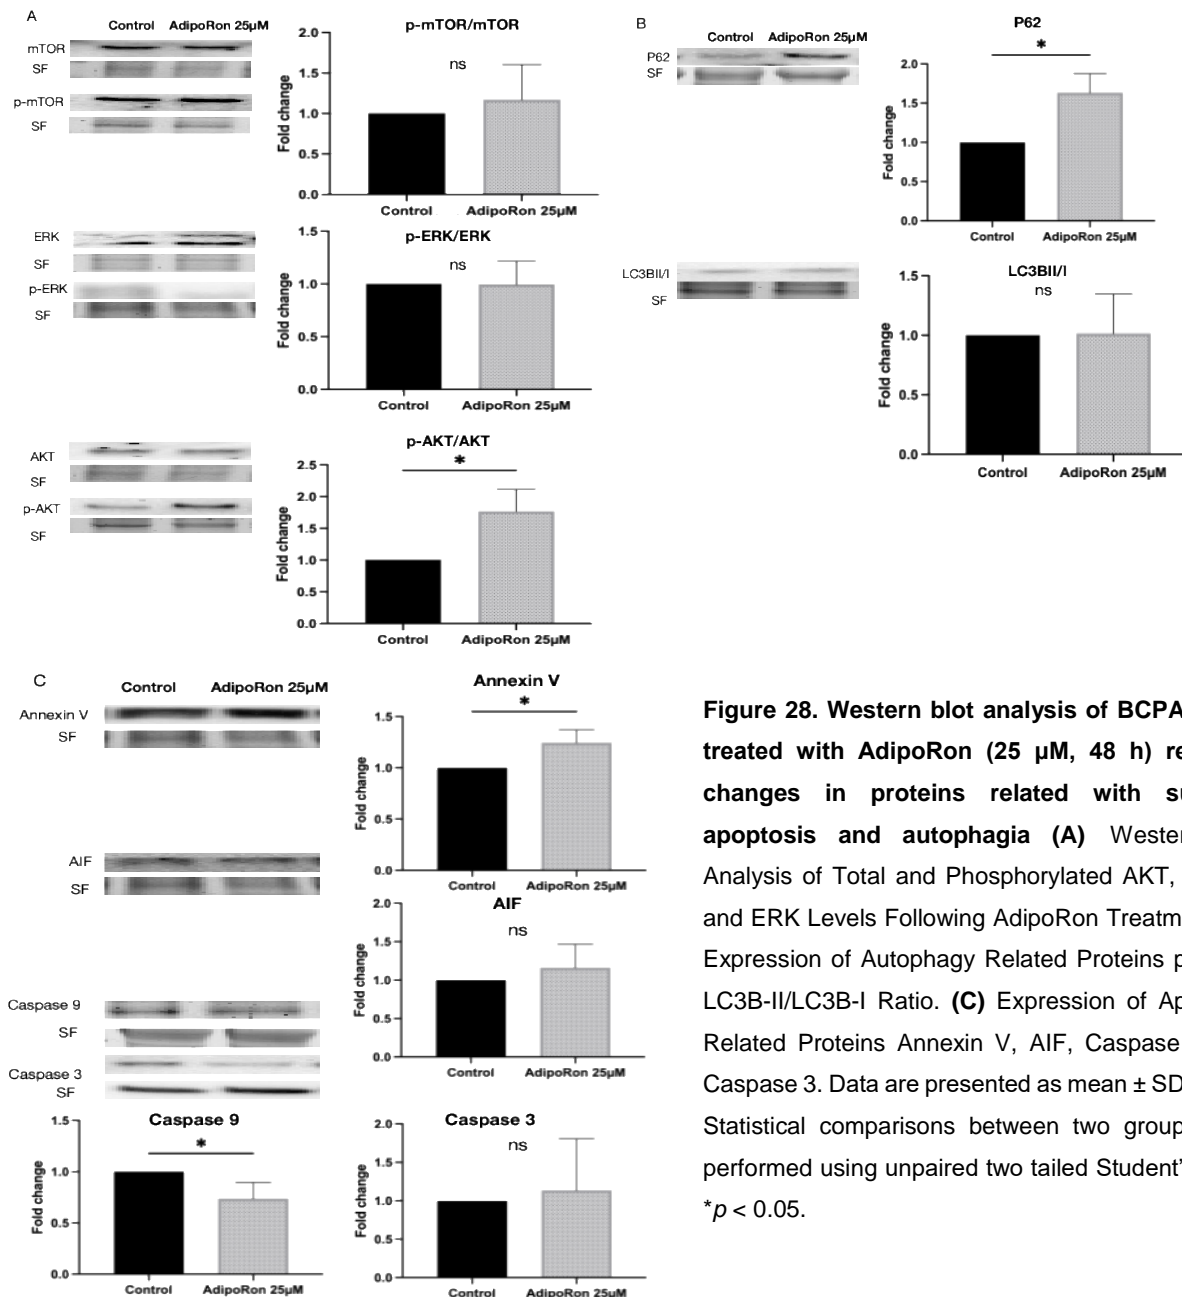 A
Control AdipoRon 25µM
mTOR
SF
p-mTOR
SF
p-mTOR/mTOR
ns
Fold change
2.0
1.5
1.0
0.5
0.0
Control AdipoRon 25µM
ERK
SF
p-ERK
SF
p-ERK/ERK
ns
Fold change
1.5
1.0
0.5
0.0
Control AdipoRon 25µM
AKT
SF
p-AKT
SF
p-AKT/AKT
*
Fold change
2.5
2.0
1.5
1.0
0.5
0.0
Control AdipoRon 25µM
B
Control AdipoRon 25µM
P62
SF
P62
*
Fold change
2.0
1.5
1.0
0.5
0.0
Control AdipoRon 25µM
LC3BII/I
SF
LC3BII/I
ns
Fold change
1.5
1.0
0.5
0.0
Control AdipoRon 25µM
C
Control AdipoRon 25µM
Annexin V
SF
Annexin V
*
Fold change
1.5
1.0
0.5
0.0
Control AdipoRon 25µM
AIF
SF
AIF
ns
Fold change
2.0
1.5
1.0
0.5
0.0
Control AdipoRon 25µM
Caspase 9
SF
Caspase 3
SF
Caspase 9
*
Fold change
1.5
1.0
0.5
0.0
Control AdipoRon 25µM
Caspase 3
ns
Fold change
2.0
1.5
1.0
0.5
0.0
Control AdipoRon 25µM
Figure 28. Western blot analysis of BCPA
treated with AdipoRon (25 µM, 48 h) re
changes in proteins related with su
apoptosis and autophagia (A) Wester
Analysis of Total and Phosphorylated AKT,
and ERK Levels Following AdipoRon Treatm
Expression of Autophagy Related Proteins p
LC3B-II/LC3B-I Ratio. (C) Expression of Ap
Related Proteins Annexin V, AIF, Caspase
Caspase 3. Data are presented as mean ± SD
Statistical comparisons between two group
performed using unpaired two tailed Student’
*p < 0.05.